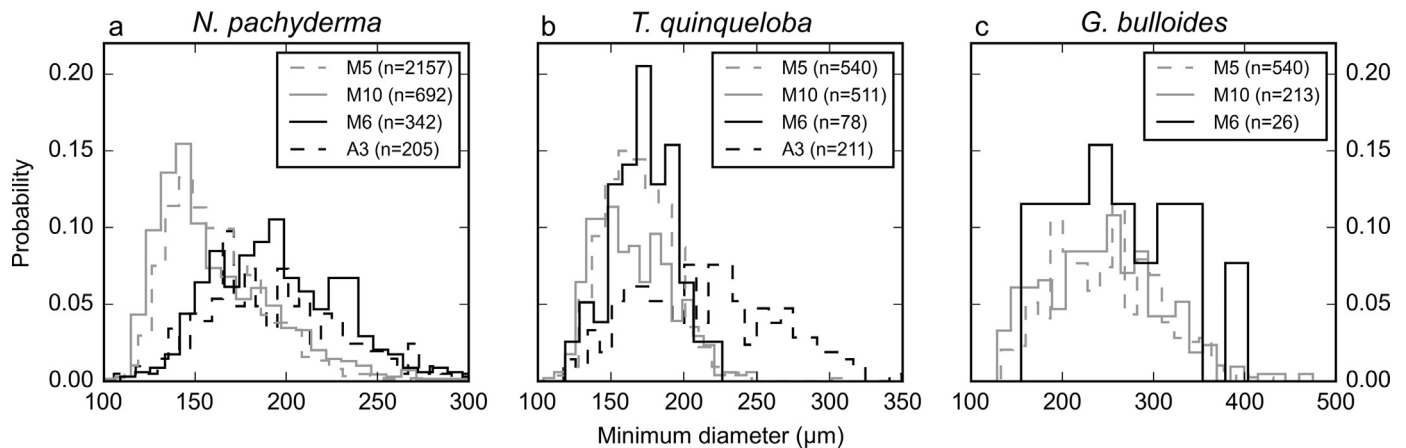 a N. pachyderma
b T. quinqueloba
c G. bulloides
M5 (n=2157)
M10 (n=692)
M6 (n=342)
A3 (n=205)
M5 (n=540)
M10 (n=511)
M6 (n=78)
A3 (n=211)
M5 (n=540)
M10 (n=213)
M6 (n=26)
Probability
0.20
0.15
0.10
0.05
0.00
0.20
0.15
0.10
0.05
0.00
100 150 200 250 300
100 150 200 250 300 350
100 200 300 400 500
Minimum diameter (µm)